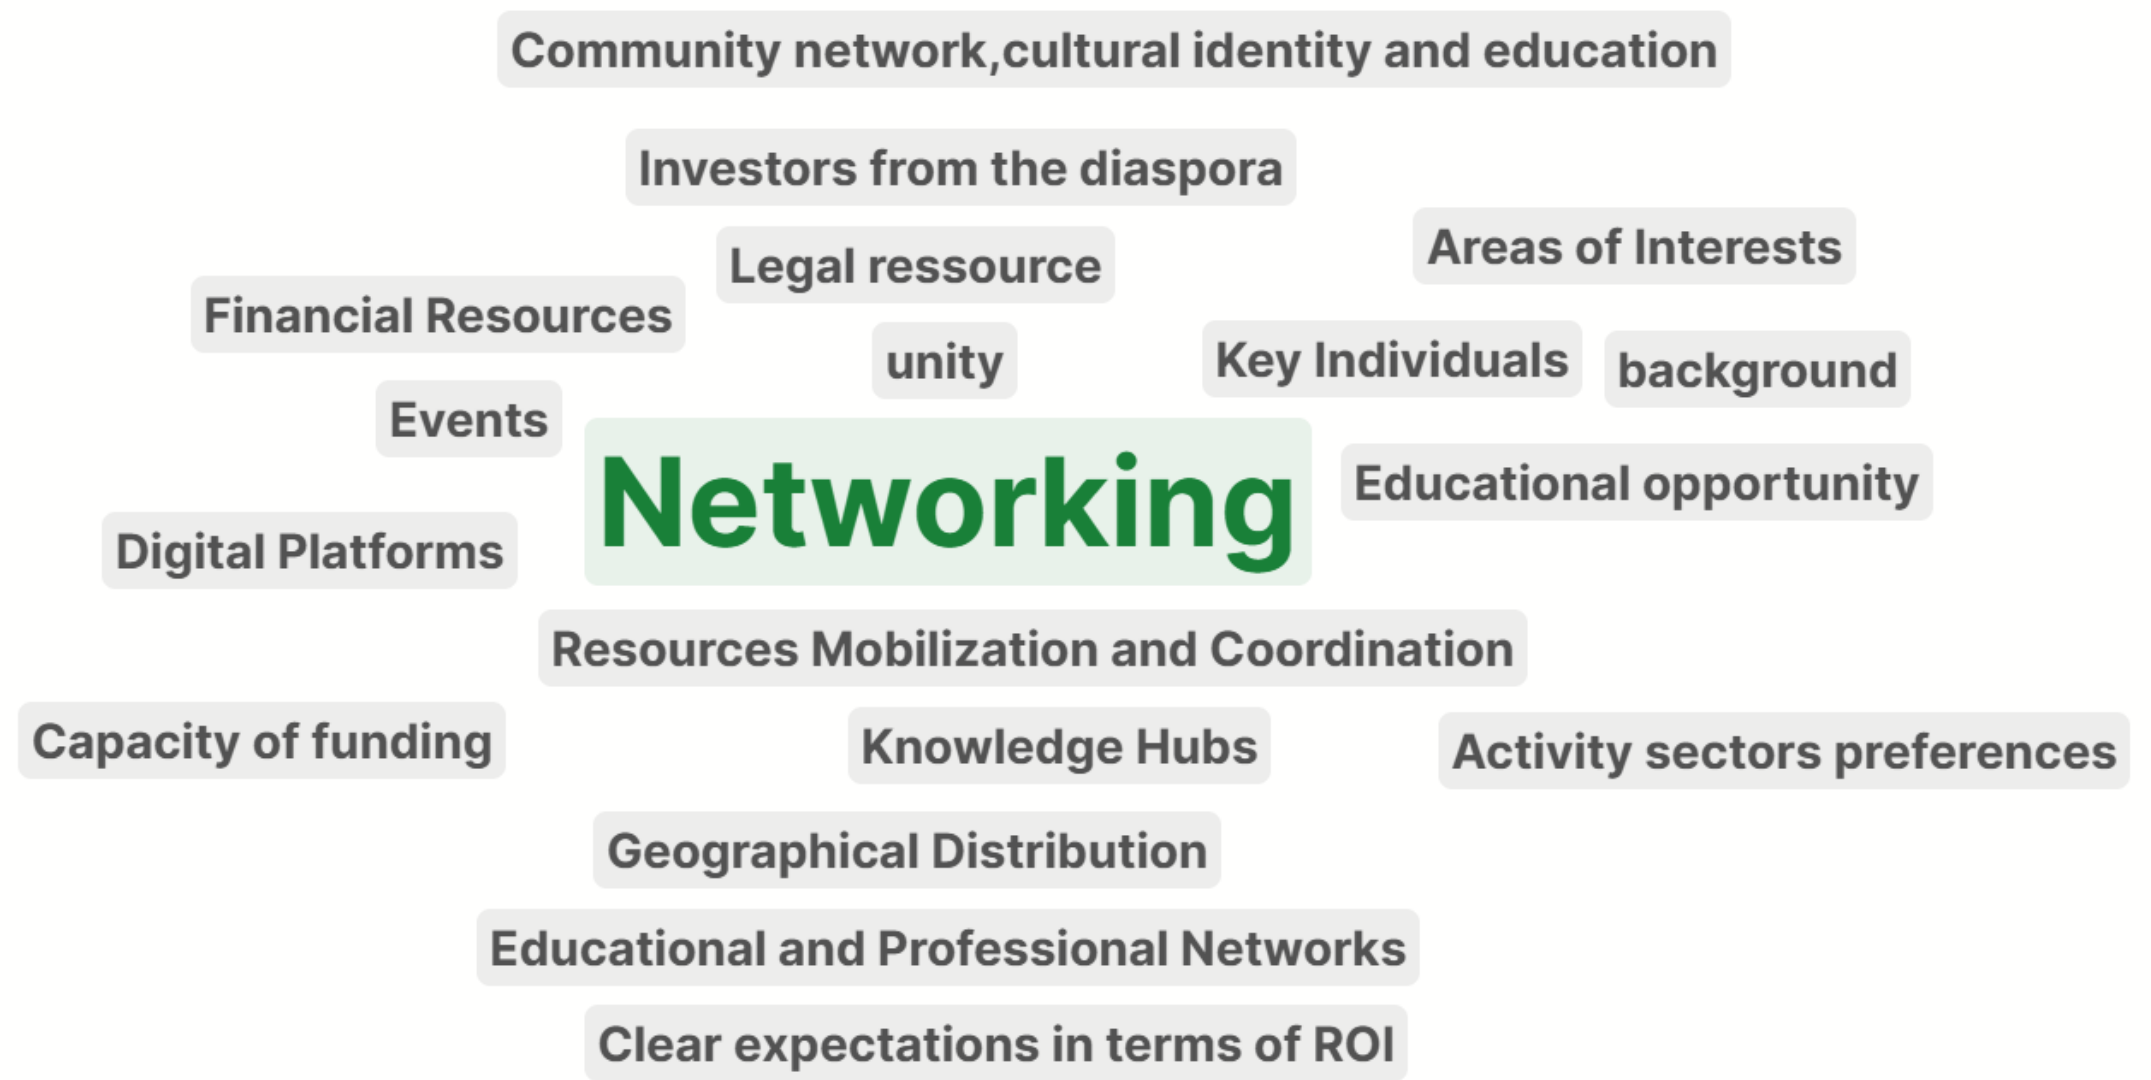 Community network,cultural identity and education
Investors from the diaspora
Areas of Interests
Legal ressource
Financial Resources
unity
Key Individuals
background
Events
Networking
Educational opportunity
Digital Platforms
Resources Mobilization and Coordination
Capacity of funding
Knowledge Hubs
Activity sectors preferences
Geographical Distribution
Educational and Professional Networks
Clear expectations in terms of ROI